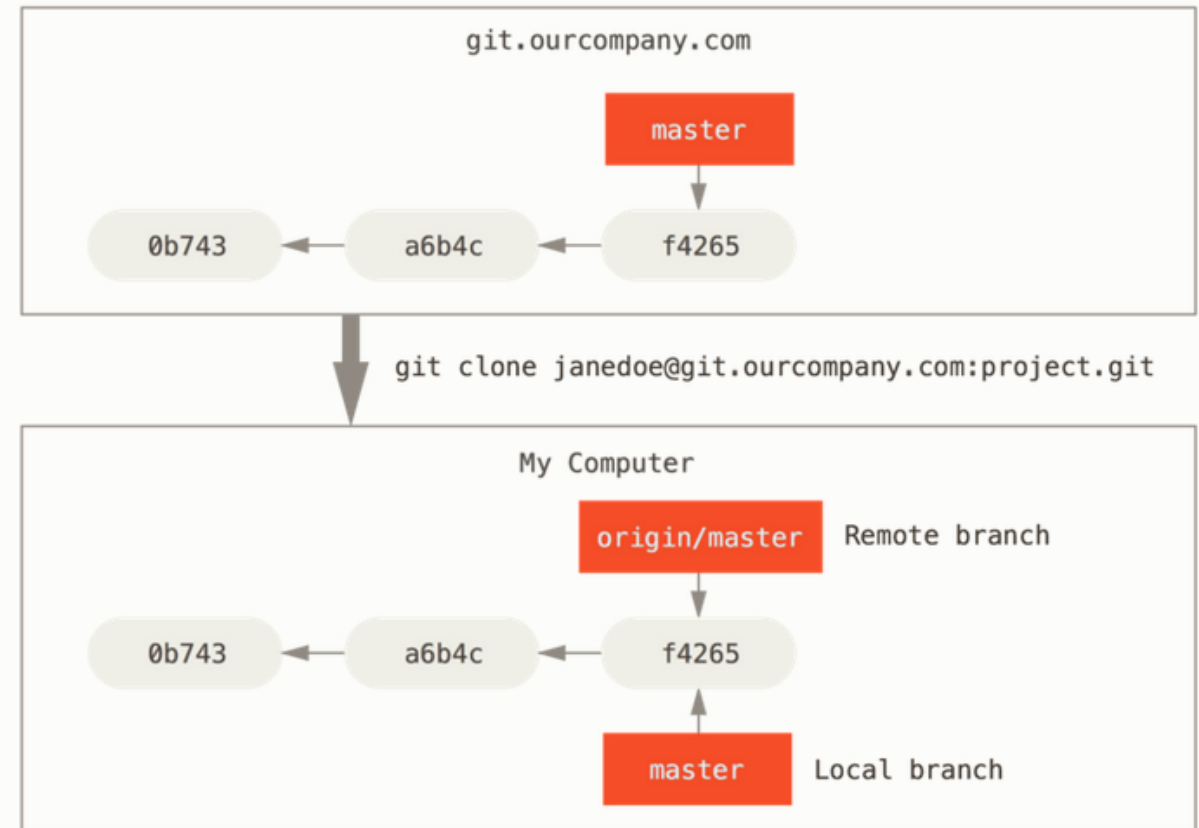 git.ourcompany.com
master
0b743 a6b4c f4265
git clone janedoe@git.ourcompany.com:project.git
My Computer
origin/master Remote branch
0b743 a6b4c f4265
master Local branch